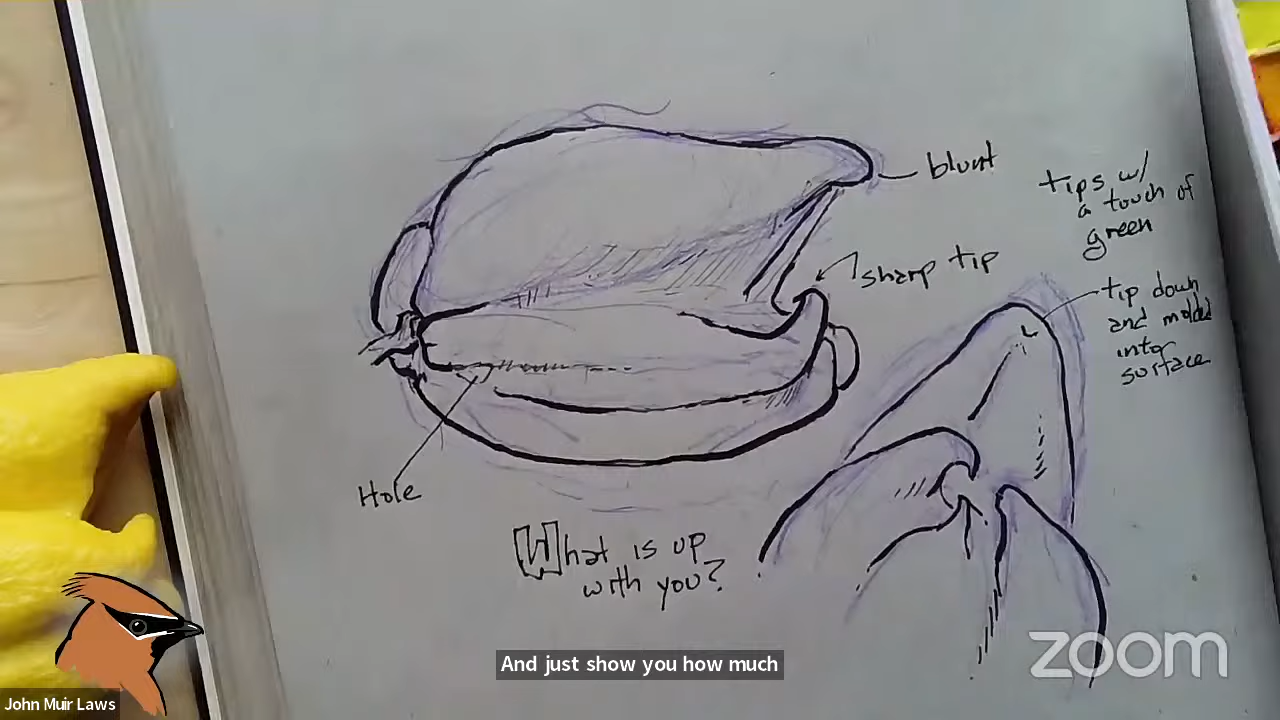 blunt
tips w/
a touch of
green
sharp tip
tip down
and molded
into
surface
Hole
What is up
with you?
And just show you how much
zoom
John Muir Laws